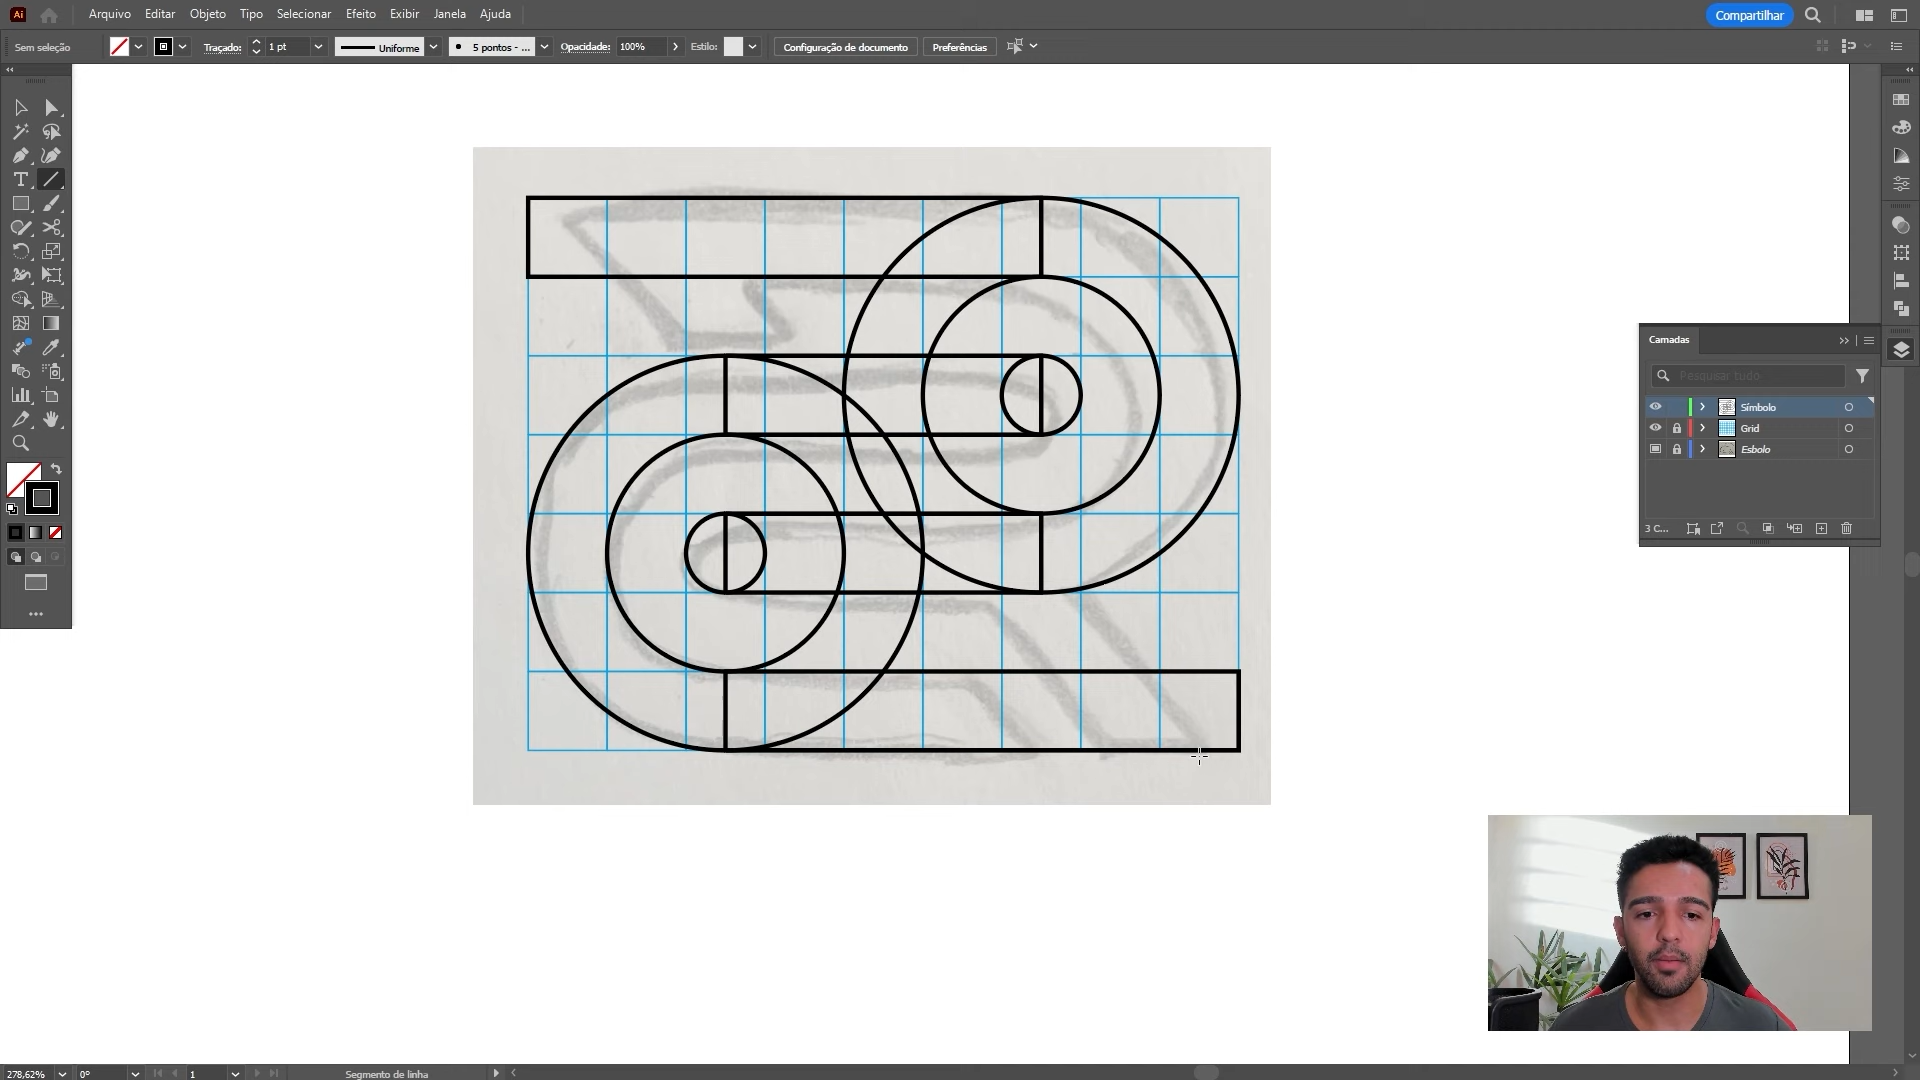 Ai Arquivo Editar Objeto Tipo Selecionar Efeito Exibir Janela Ajuda Compartilhar
Sem seleção Traçado: 1 pt Uniforme 5 pontos - ... Opacidade: 100% Estilo: Configuração de documento Preferências
Camadas
Pesquisar tudo
Símbolo
Grid
Esbolo
3 C...
278,62% 0° 1 Segmento de linha